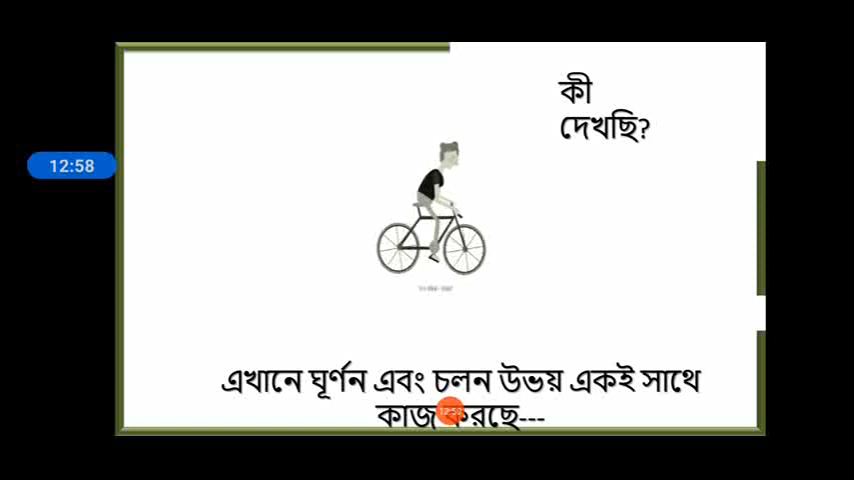 কী
দেখছি?
12:58
এখানে ঘূর্ণন এবং চলন উভয় একই সাথে
কাজ করছে---